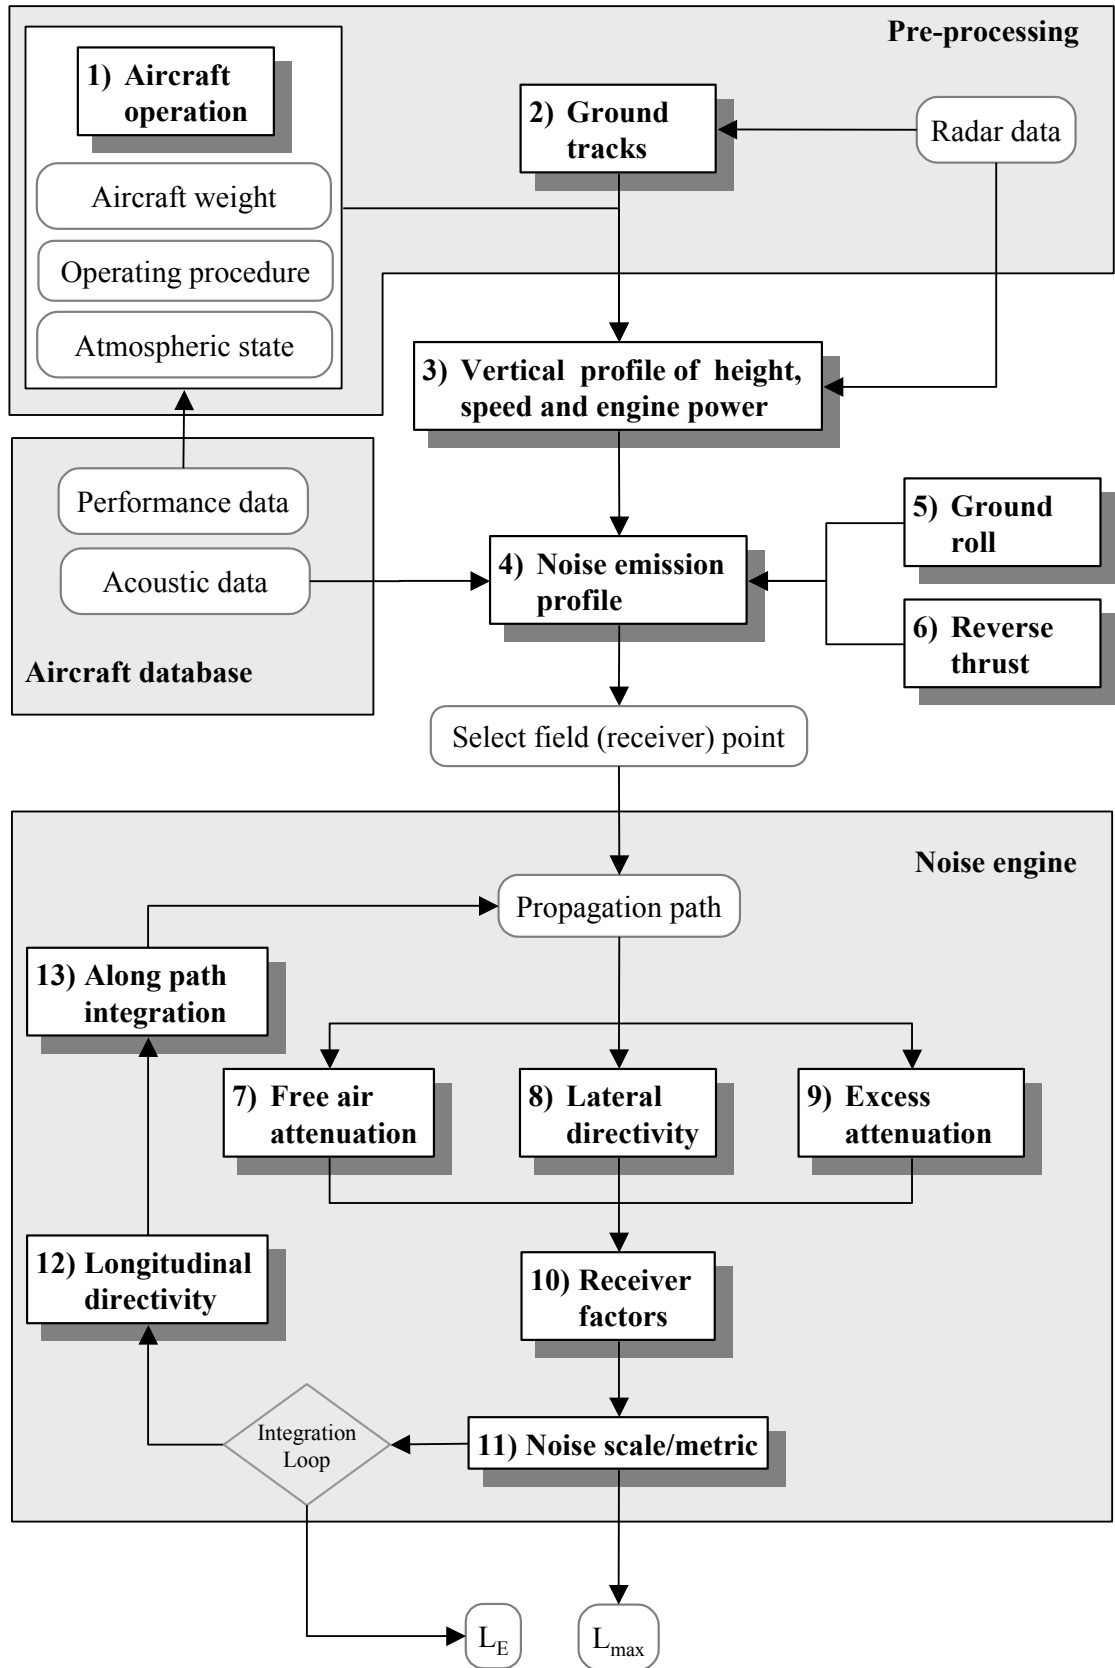 Pre-processing
1) Aircraft
operation
Aircraft weight
Operating procedure
Atmospheric state
2) Ground
tracks
Radar data
3) Vertical profile of height,
speed and engine power
Performance data
Acoustic data
Aircraft database
4) Noise emission
profile
5) Ground
roll
6) Reverse
thrust
Select field (receiver) point
Noise engine
Propagation path
13) Along path
integration
7) Free air
attenuation
8) Lateral
directivity
9) Excess
attenuation
12) Longitudinal
directivity
10) Receiver
factors
Integration
Loop
11) Noise scale/metric
L_E
L_max